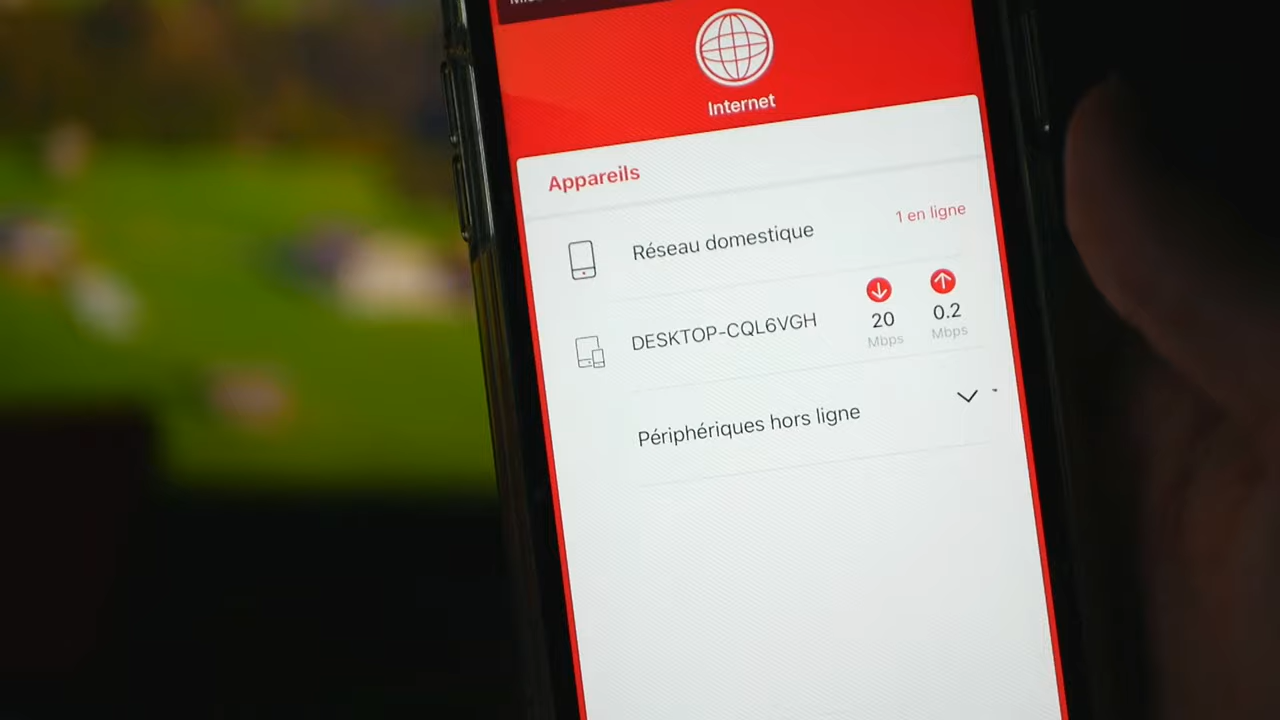 Internet
Appareils
Réseau domestique
1 en ligne
DESKTOP-CQL6VGH
20
Mbps
0.2
Mbps
Périphériques hors ligne